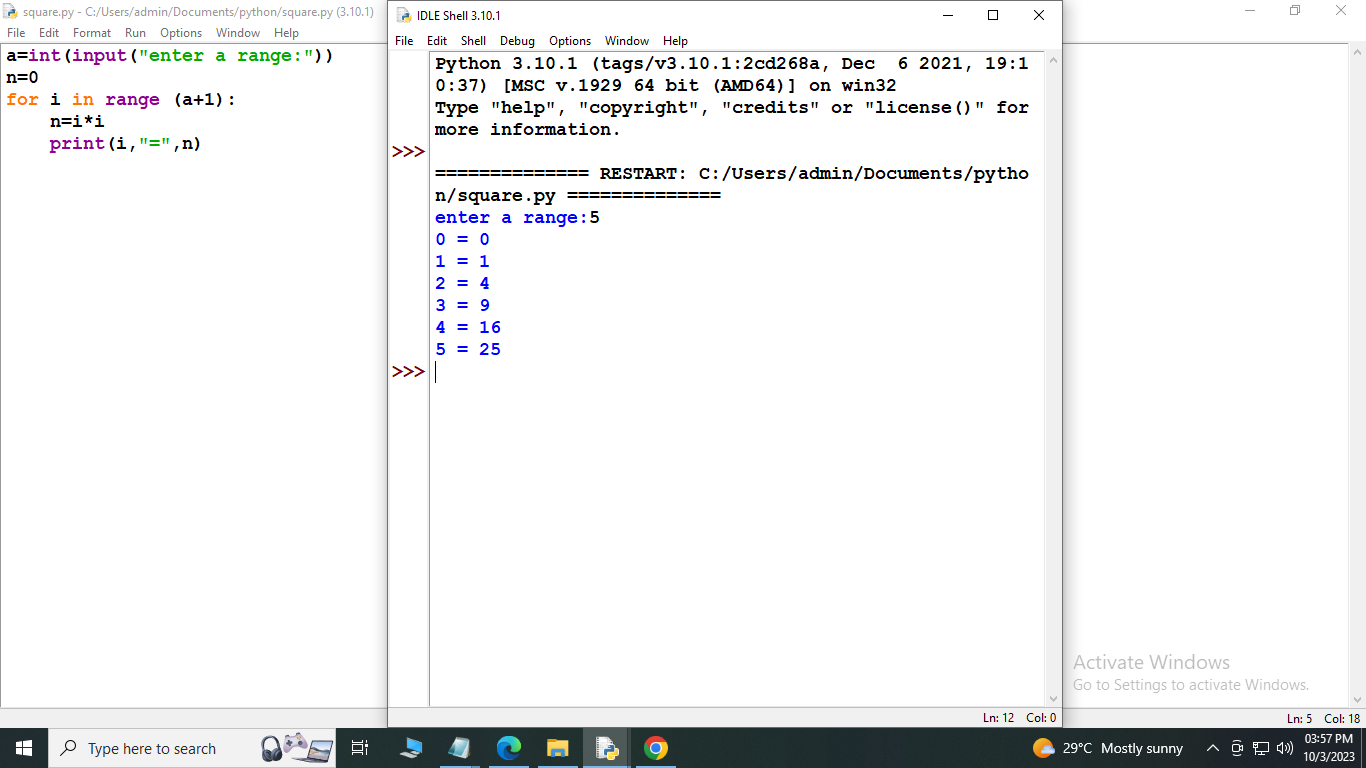 square.py - C:/Users/admin/Documents/python/square.py (3.10.1)
File Edit Format Run Options Window Help
a=int(input("enter a range:"))
n=0
for i in range (a+1):
    n=i*i
    print(i,"=",n)
IDLE Shell 3.10.1
File Edit Shell Debug Options Window Help
Python 3.10.1 (tags/v3.10.1:2cd268a, Dec  6 2021, 19:1
0:37) [MSC v.1929 64 bit (AMD64)] on win32
Type "help", "copyright", "credits" or "license()" for
more information.
>>>
============== RESTART: C:/Users/admin/Documents/pytho
n/square.py ==============
enter a range:5
0 = 0
1 = 1
2 = 4
3 = 9
4 = 16
5 = 25
>>>
Ln: 12 Col: 0
Activate Windows
Go to Settings to activate Windows.
Ln: 5 Col: 18
Type here to search
29°C Mostly sunny
03:57 PM
10/3/2023